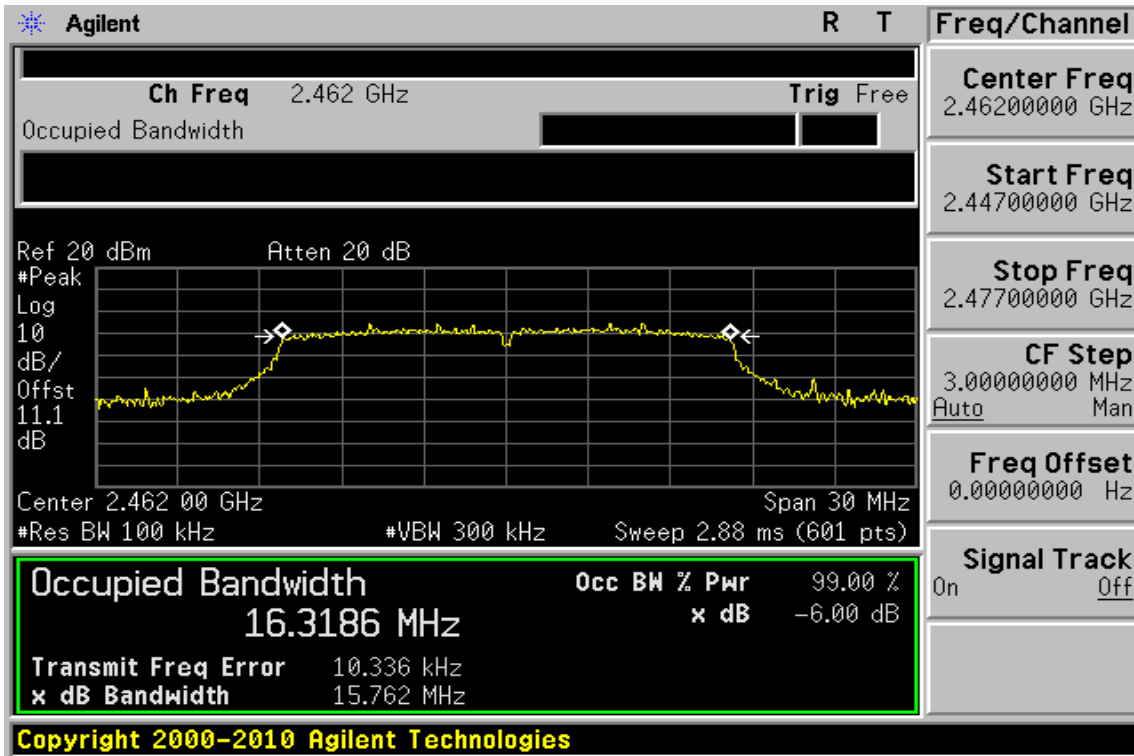 Agilent R T
Freq/Channel
Ch Freq 2.462 GHz Trig Free
Occupied Bandwidth
Center Freq
2.46200000 GHz
Start Freq
2.44700000 GHz
Stop Freq
2.47700000 GHz
CF Step
3.00000000 MHz
Auto Man
Freq Offset
0.00000000 Hz
Signal Track
On Off
Ref 20 dBm Atten 20 dB
#Peak
Log
10
dB/
Offst
11.1
dB
Center 2.462 00 GHz Span 30 MHz
#Res BW 100 kHz #VBW 300 kHz Sweep 2.88 ms (601 pts)
Occupied Bandwidth Occ BW % Pwr 99.00 %
16.3186 MHz x dB -6.00 dB
Transmit Freq Error 10.336 kHz
x dB Bandwidth 15.762 MHz
Copyright 2000-2010 Agilent Technologies